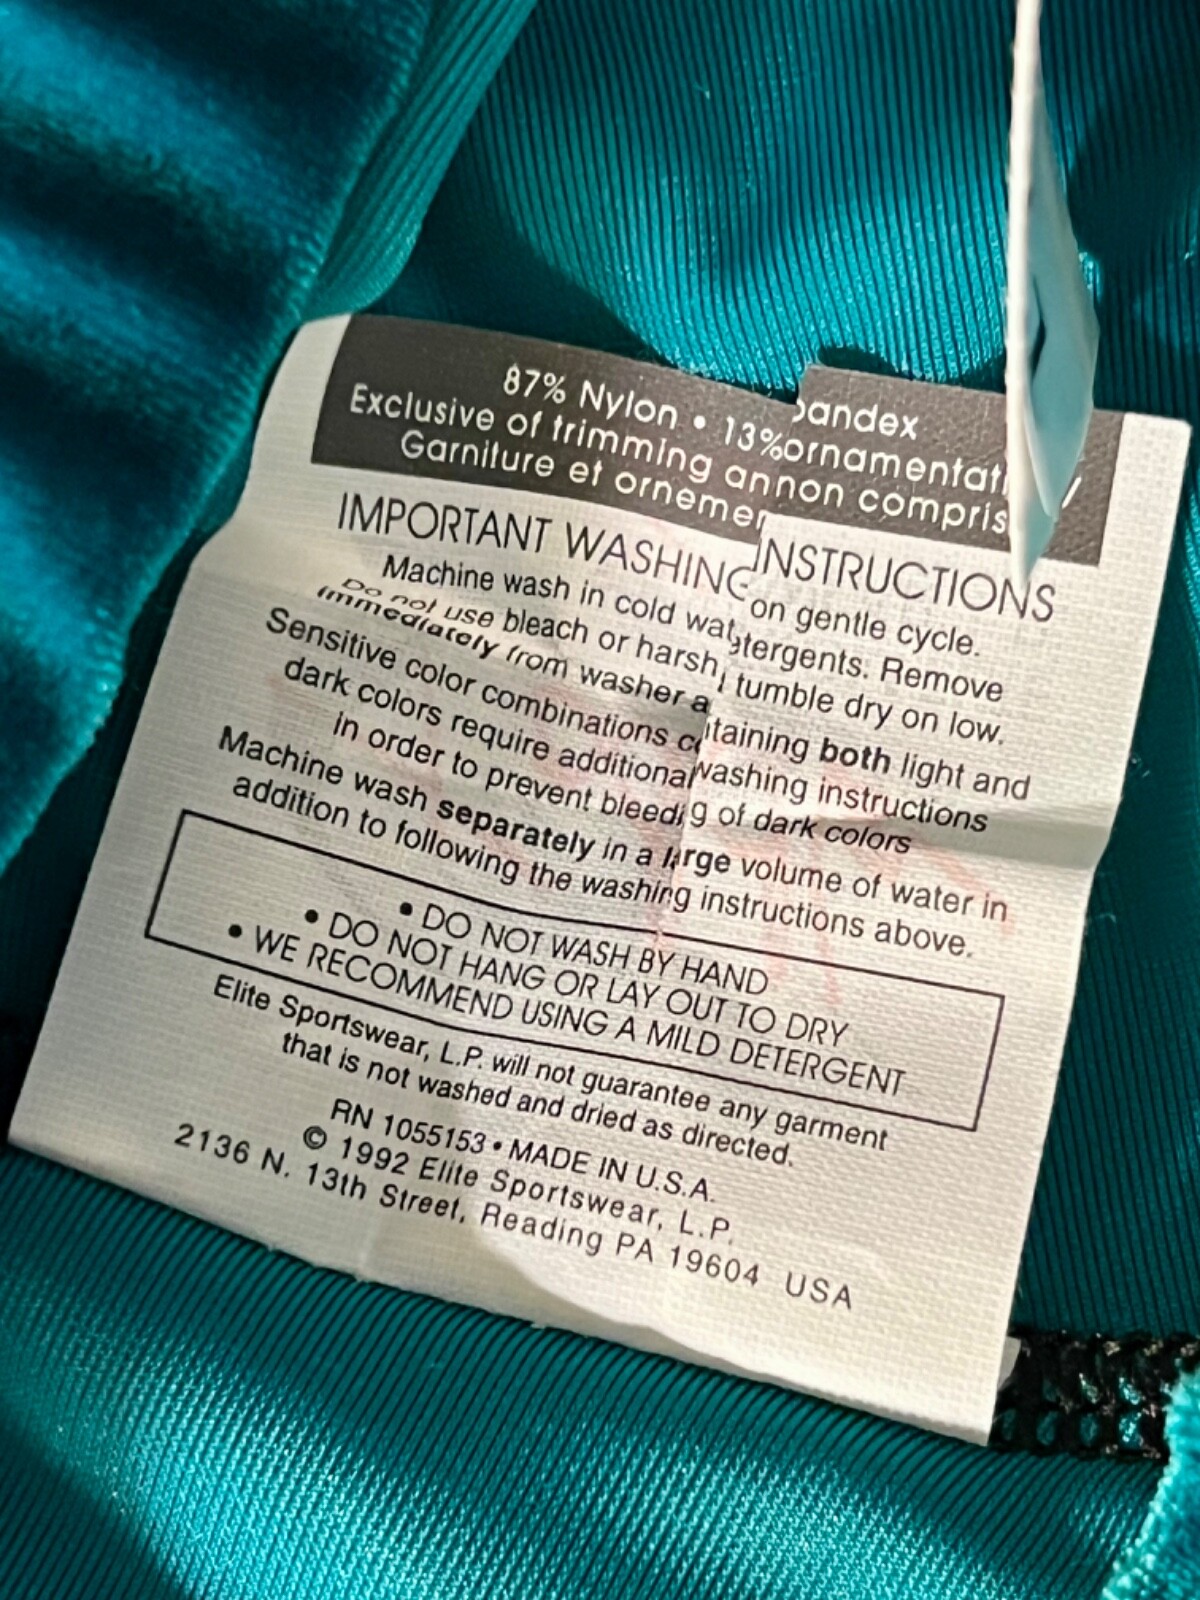 87% Nylon • 13% pandex
Exclusive of trimming an ornamentati y
Garniture et ornemen non compris
IMPORTANT WASHING INSTRUCTIONS
Machine wash in cold wat on gentle cycle.
Do not use bleach or harsh tergents. Remove
immediately from washer a tumble dry on low.
Sensitive color combinations co taining both light and
dark colors require additional washing instructions
in order to prevent bleeding of dark colors
Machine wash separately in a large volume of water in
addition to following the washing instructions above.
• DO NOT WASH BY HAND
• DO NOT HANG OR LAY OUT TO DRY
• WE RECOMMEND USING A MILD DETERGENT
Elite Sportswear, L.P. will not guarantee any garment
that is not washed and dried as directed.
RN 1055153 • MADE IN U.S.A.
© 1992 Elite Sportswear, L.P.
2136 N. 13th Street, Reading PA 19604 USA